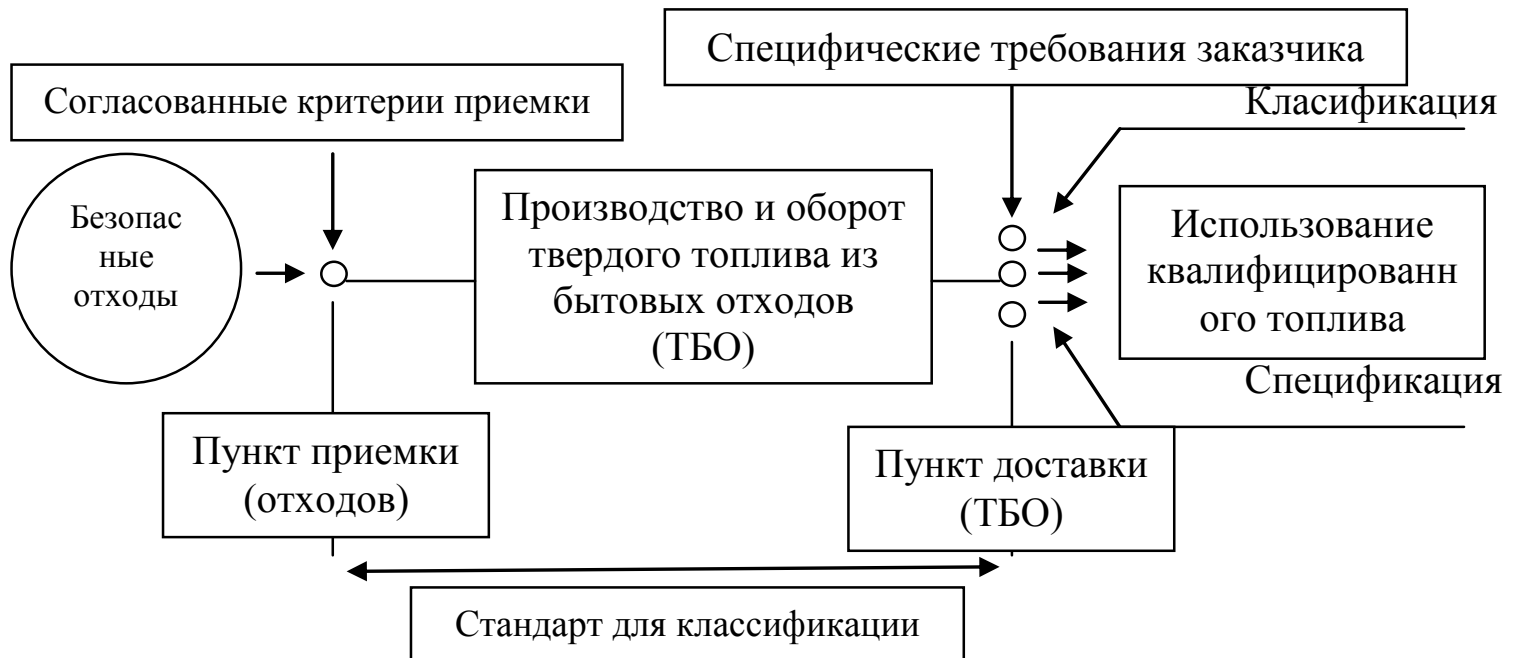 Специфические требования заказчика
Согласованные критерии приемки
Класификация
Безопас
ные
отходы
Производство и оборот
твердого топлива из
бытовых отходов
(ТБО)
Использование
квалифицированн
ого топлива
Спецификация
Пункт приемки
(отходов)
Пункт доставки
(ТБО)
Стандарт для классификации